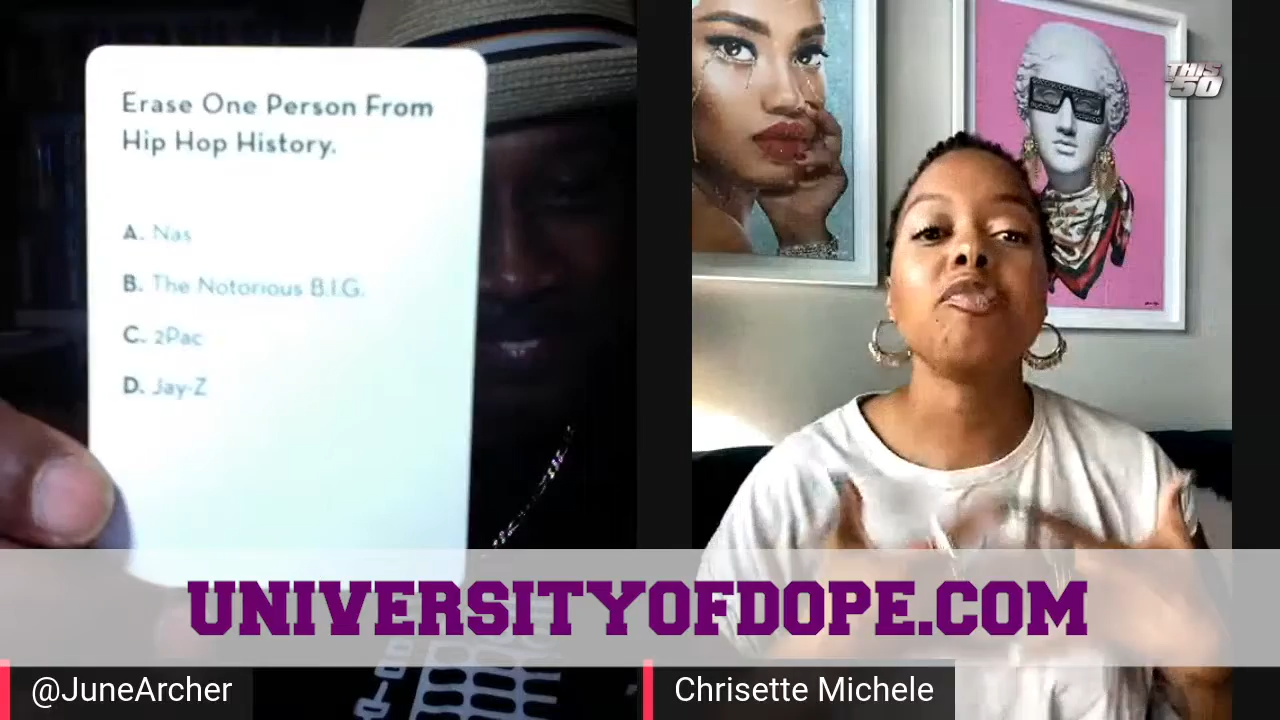 Erase One Person From
Hip Hop History.
A. Nas
B. The Notorious B.I.G.
C. 2Pac
D. Jay-Z
THIS
50
UNIVERSITYOFDOPE.COM
@JuneArcher
Chrisette Michele